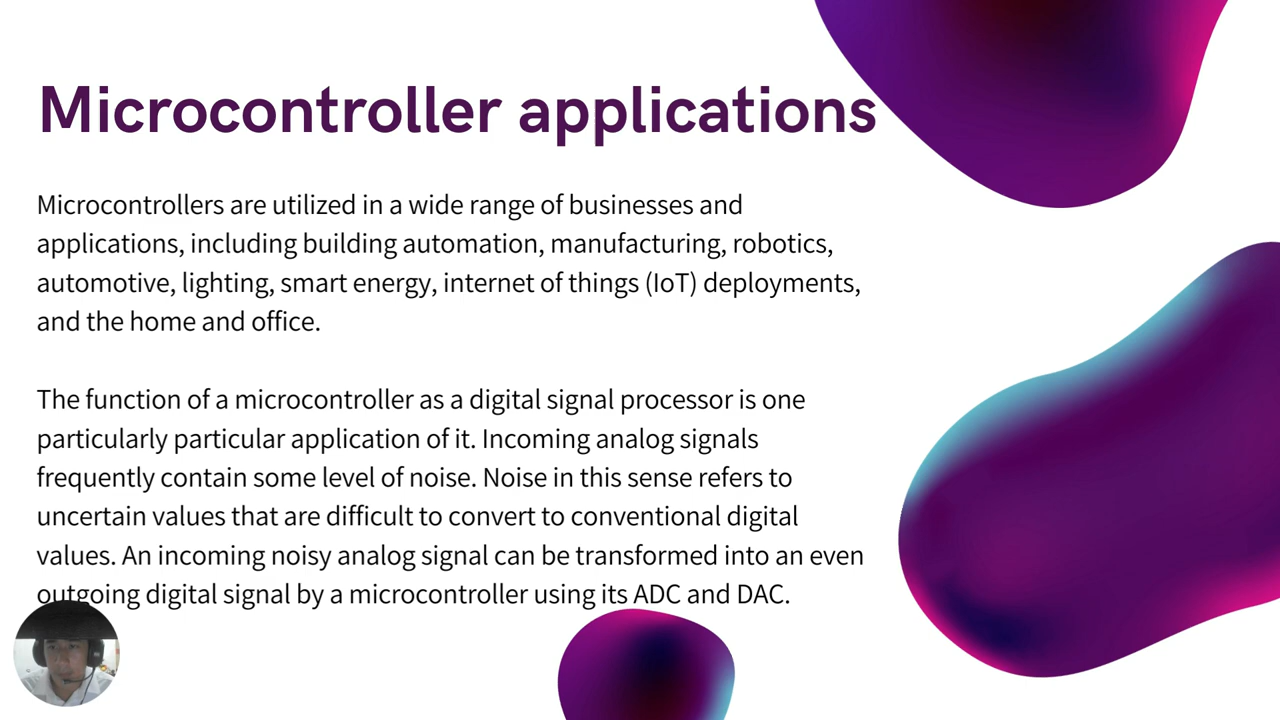 Microcontroller applications
Microcontrollers are utilized in a wide range of businesses and
applications, including building automation, manufacturing, robotics,
automotive, lighting, smart energy, internet of things (IoT) deployments,
and the home and office.
The function of a microcontroller as a digital signal processor is one
particularly particular application of it. Incoming analog signals
frequently contain some level of noise. Noise in this sense refers to
uncertain values that are difficult to convert to conventional digital
values. An incoming noisy analog signal can be transformed into an even
outgoing digital signal by a microcontroller using its ADC and DAC.